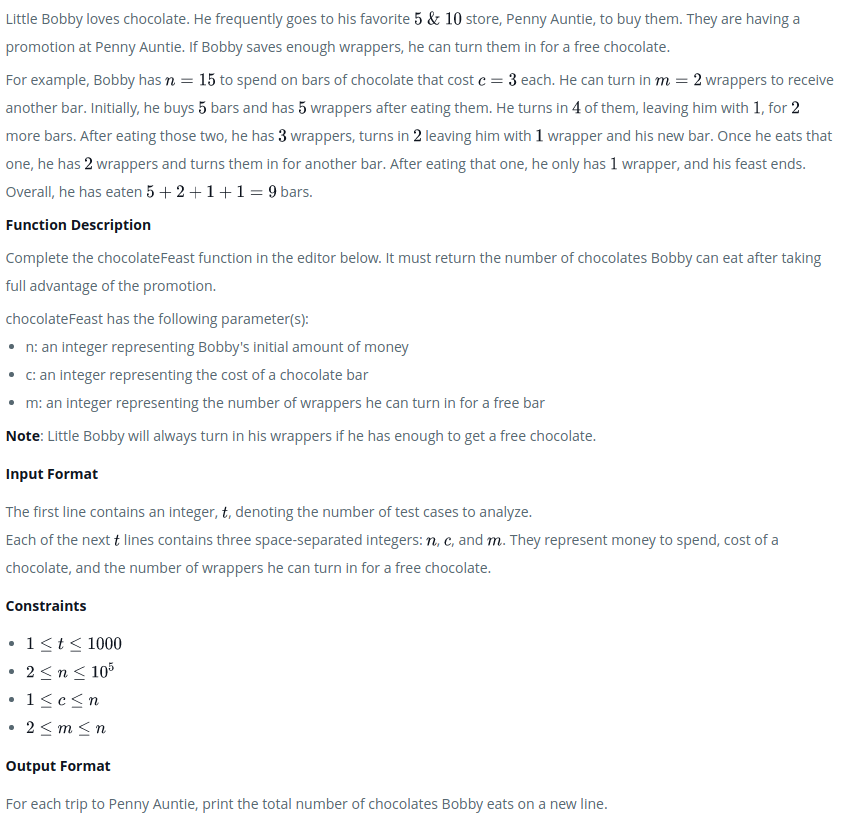 Little Bobby loves chocolate. He frequently goes to his favorite 5 & 10 store, Penny Auntie, to buy them. They are having a
promotion at Penny Auntie. If Bobby saves enough wrappers, he can turn them in for a free chocolate.
For example, Bobby has n = 15 to spend on bars of chocolate that cost c = 3 each. He can turn in m = 2 wrappers to receive
another bar. Initially, he buys 5 bars and has 5 wrappers after eating them. He turns in 4 of them, leaving him with 1, for 2
more bars. After eating those two, he has 3 wrappers, turns in 2 leaving him with 1 wrapper and his new bar. Once he eats that
one, he has 2 wrappers and turns them in for another bar. After eating that one, he only has 1 wrapper, and his feast ends.
Overall, he has eaten 5 + 2 + 1 + 1 = 9 bars.
Function Description
Complete the chocolateFeast function in the editor below. It must return the number of chocolates Bobby can eat after taking
full advantage of the promotion.
chocolateFeast has the following parameter(s):
• n: an integer representing Bobby's initial amount of money
• c: an integer representing the cost of a chocolate bar
• m: an integer representing the number of wrappers he can turn in for a free bar
Note: Little Bobby will always turn in his wrappers if he has enough to get a free chocolate.
Input Format
The first line contains an integer, t, denoting the number of test cases to analyze.
Each of the next t lines contains three space-separated integers: n, c, and m. They represent money to spend, cost of a
chocolate, and the number of wrappers he can turn in for a free chocolate.
Constraints
• 1 ≤ t ≤ 1000
• 2 ≤ n ≤ 10⁵
• 1 ≤ c ≤ n
• 2 ≤ m ≤ n
Output Format
For each trip to Penny Auntie, print the total number of chocolates Bobby eats on a new line.